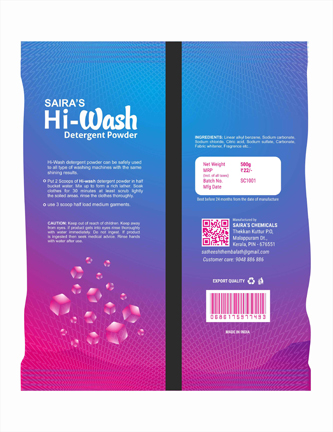 SAIRA'S
Hi-Wash
Detergent Powder
Hi-Wash detergent powder can be safely used
to all type of washing machines with the same
shining results.
Put 2 Scoops of Hi-wash detergent powder in half
bucket water. Mix up to form a rich lather. Soak
clothes for 30 minutes at least scrub lightly
the soiled areas. rinse the clothes thoroughly.
use 3 scoop half load medium garments.
CAUTION: Keep out of reach of children. Keep away
from eyes. If product gets into eyes rinse thoroughly
with water immediately. Do not ingest. If product
is ingested then seek medical advice. Rinse hands
with water after use.
INGREDIENTS: Linear alkyl benzene, Sodium carbonate,
Sodium chloride, Citric acid, Sodium sulfate, Carbonate,
Fabric whitener, Fragrance etc...
Net Weight 500g
MRP ₹22/-
(incl. of all taxes)
Batch No SC1001
Mfg Date
Best before 24 months from the date of manufacture
Manufactured by
SAIRA'S CHEMICALS
Thekkan Kuttur P.O,
Malappuram Dt ,
Kerala, PIN - 676551
Customer care: 9048 886 886
EXPORT QUALITY
MADE IN INDIA